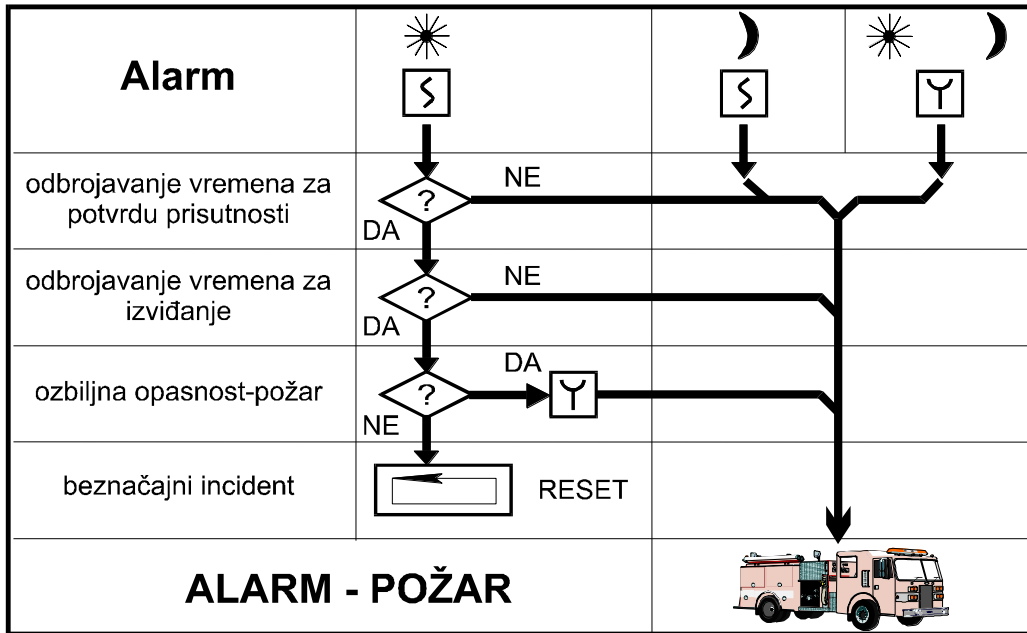 Alarm
odbrojavanje vremena za
potvrdu prisutnosti
?
NE
DA
odbrojavanje vremena za
izviđanje
?
NE
DA
ozbiljna opasnost-požar
?
DA
NE
beznačajni incident
RESET
ALARM - POŽAR